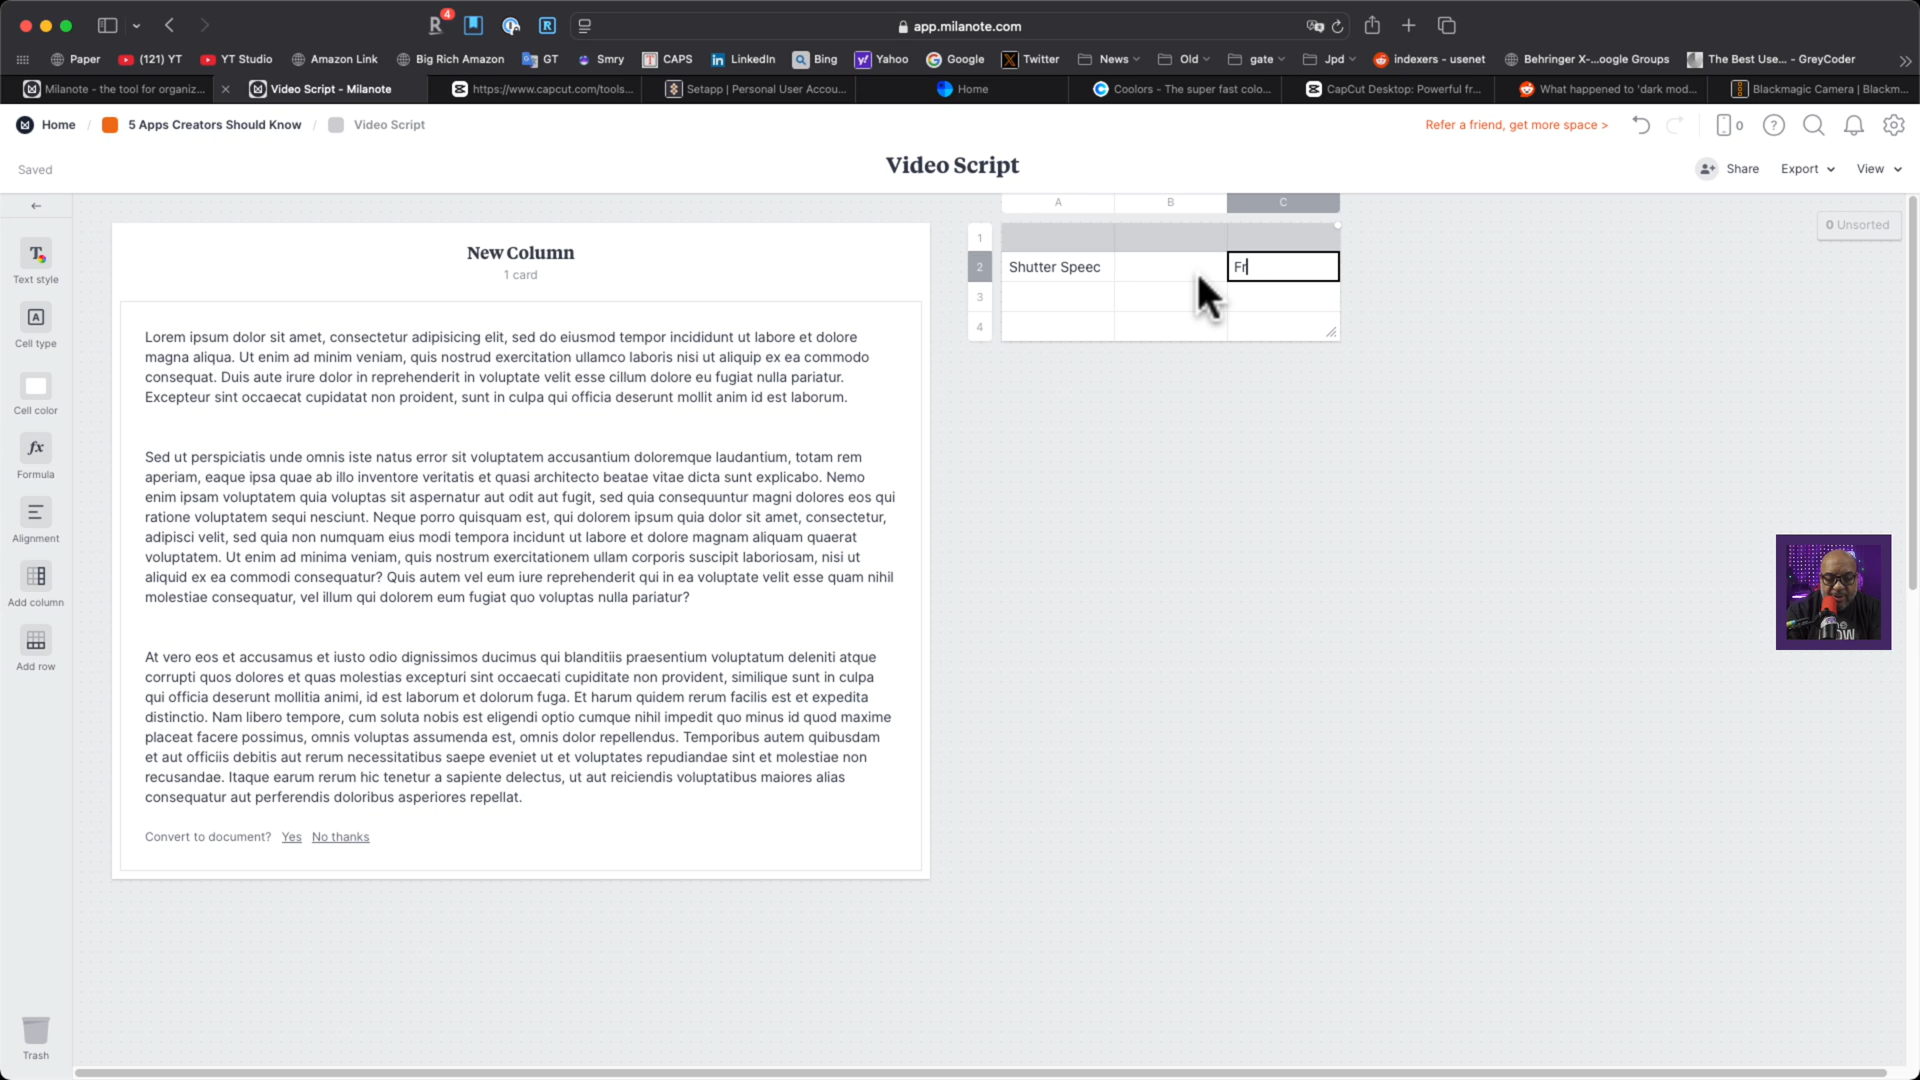 4
app.milanote.com
Paper
(121) YT
YT Studio
Amazon Link
Big Rich Amazon
GT
Smry
CAPS
LinkedIn
Bing
Yahoo
Google
Twitter
News
Old
gate
Jpd
indexers - usenet
Behringer X-...oogle Groups
The Best Use... - GreyCoder
Milanote - the tool for organiz...
Video Script - Milanote
https://www.capcut.com/tools...
Setapp | Personal User Accou...
Home
Coolors - The super fast colo...
CapCut Desktop: Powerful fr...
What happened to 'dark mod...
Blackmagic Camera | Blackm...
Home / 5 Apps Creators Should Know / Video Script
Refer a friend, get more space >
0
Saved
Video Script
Share
Export
View
0 Unsorted
Text style
Cell type
Cell color
Formula
Alignment
Add column
Add row
Trash
New Column
1 card
Lorem ipsum dolor sit amet, consectetur adipisicing elit, sed do eiusmod tempor incididunt ut labore et dolore
magna aliqua. Ut enim ad minim veniam, quis nostrud exercitation ullamco laboris nisi ut aliquip ex ea commodo
consequat. Duis aute irure dolor in reprehenderit in voluptate velit esse cillum dolore eu fugiat nulla pariatur.
Excepteur sint occaecat cupidatat non proident, sunt in culpa qui officia deserunt mollit anim id est laborum.
Sed ut perspiciatis unde omnis iste natus error sit voluptatem accusantium doloremque laudantium, totam rem
aperiam, eaque ipsa quae ab illo inventore veritatis et quasi architecto beatae vitae dicta sunt explicabo. Nemo
enim ipsam voluptatem quia voluptas sit aspernatur aut odit aut fugit, sed quia consequuntur magni dolores eos qui
ratione voluptatem sequi nesciunt. Neque porro quisquam est, qui dolorem ipsum quia dolor sit amet, consectetur,
adipisci velit, sed quia non numquam eius modi tempora incidunt ut labore et dolore magnam aliquam quaerat
voluptatem. Ut enim ad minima veniam, quis nostrum exercitationem ullam corporis suscipit laboriosam, nisi ut
aliquid ex ea commodi consequatur? Quis autem vel eum iure reprehenderit qui in ea voluptate velit esse quam nihil
molestiae consequatur, vel illum qui dolorem eum fugiat quo voluptas nulla pariatur?
At vero eos et accusamus et iusto odio dignissimos ducimus qui blanditiis praesentium voluptatum deleniti atque
corrupti quos dolores et quas molestias excepturi sint occaecati cupiditate non provident, similique sunt in culpa
qui officia deserunt mollitia animi, id est laborum et dolorum fuga. Et harum quidem rerum facilis est et expedita
distinctio. Nam libero tempore, cum soluta nobis est eligendi optio cumque nihil impedit quo minus id quod maxime
placeat facere possimus, omnis voluptas assumenda est, omnis dolor repellendus. Temporibus autem quibusdam
et aut officiis debitis aut rerum necessitatibus saepe eveniet ut et voluptates repudiandae sint et molestiae non
recusandae. Itaque earum rerum hic tenetur a sapiente delectus, ut aut reiciendis voluptatibus maiores alias
consequatur aut perferendis doloribus asperiores repellat.
Convert to document? Yes No thanks
A B C
1
2 Shutter Speec Fr
3
4